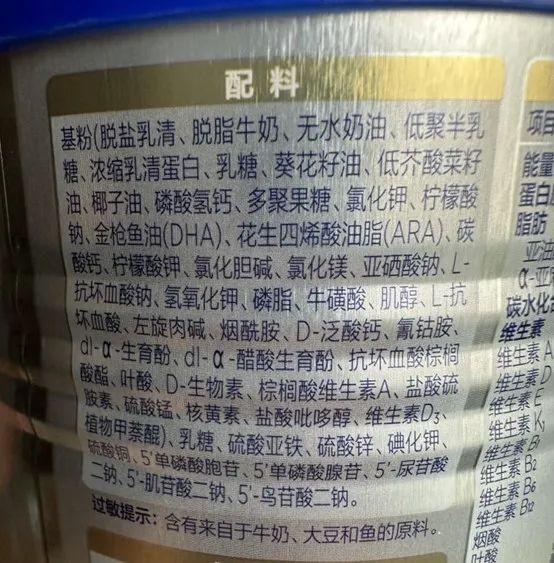 配料
基粉(脱盐乳清、脱脂牛奶、无水奶油、低聚半乳
糖、浓缩乳清蛋白、乳糖、葵花籽油、低芥酸菜籽
油、椰子油、磷酸氢钙、多聚果糖、氯化钾、柠檬酸
钠、金枪鱼油(DHA)、花生四烯酸油脂(ARA)、碳
酸钙、柠檬酸钾、氯化胆碱、氯化镁、亚硒酸钠、L-
抗坏血酸钠、氢氧化钾、磷脂、牛磺酸、肌醇、L-抗
坏血酸、左旋肉碱、烟酰胺、D-泛酸钙、氰钴胺、
dl-α-生育酚、dl-α-醋酸生育酚、抗坏血酸棕榈
酸酯、叶酸、D-生物素、棕榈酸维生素A、盐酸硫
胺素、硫酸锰、核黄素、盐酸吡哆醇、维生素D₃、
植物甲萘醌)、乳糖、硫酸亚铁、硫酸锌、碘化钾、
硫酸铜、5'单磷酸胞苷、5'单磷酸腺苷、5'-尿苷酸
二钠、5'-肌苷酸二钠、5'-鸟苷酸二钠。
过敏提示：含有来自于牛奶、大豆和鱼的原料。
项目
能量
蛋白质
脂肪
亚油
α-亚
碳水化合
维生素
维生素A
维生素D
维生素E
维生素K₁
维生素B₁
维生素B₂
维生素B₆
维生素B₁₂
烟酸
叶酸